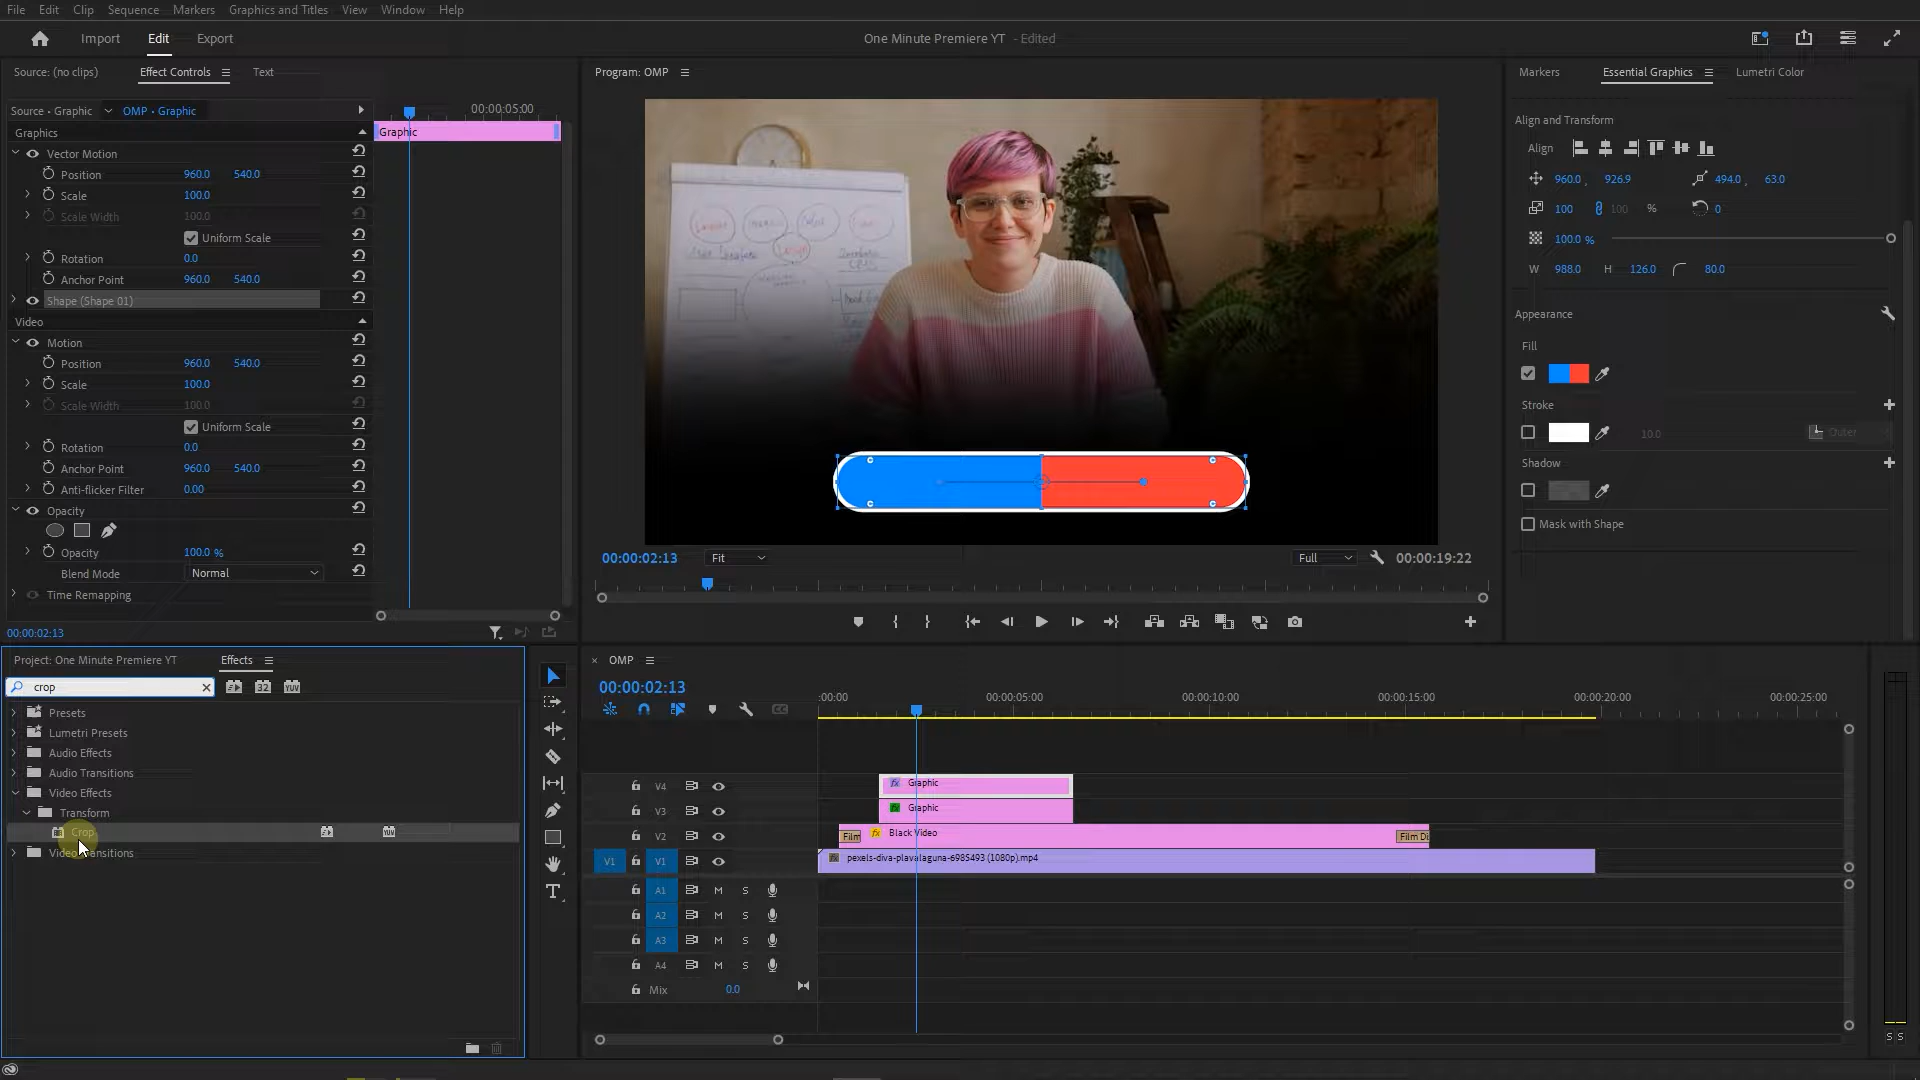 File Edit Clip Sequence Markers Graphics and Titles View Window Help
Import Edit Export One Minute Premiere YT - Edited
Source: (no clips) Effect Controls Text
Source • Graphic OMP • Graphic 00:00:05:00
Graphics
Graphic
Vector Motion
Position 960.0 540.0
Scale 100.0
Scale Width 100.0
Uniform Scale
Rotation 0.0
Anchor Point 960.0 540.0
Shape (Shape 01)
Video
Motion
Position 960.0 540.0
Scale 100.0
Scale Width 100.0
Uniform Scale
Rotation 0.0
Anchor Point 960.0 540.0
Anti-flicker Filter 0.00
Opacity
Opacity 100.0 %
Blend Mode Normal
Time Remapping
00:00:02:13
Program: OMP
00:00:02:13 Fit Full 00:00:19:22
Markers Essential Graphics Lumetri Color
Align and Transform
Align
960.0 , 926.9 494.0 , 63.0
100 100 % 0
100.0 %
W 988.0 H 126.0 80.0
Appearance
Fill
Stroke
10.0 Outer
Shadow
Mask with Shape
Project: One Minute Premiere YT Effects
crop 32 YUV
Presets
Lumetri Presets
Audio Effects
Audio Transitions
Video Effects
Transform
Crop
Video Transitions
× OMP
00:00:02:13
CC
:00:00 00:00:05:00 00:00:10:00 00:00:15:00 00:00:20:00 00:00:25:00
V4 fx Graphic
V3 Graphic
V2 Film fx Black Video Film Di
V1 V1 fx pexels-diva-plavalaguna-6985493 (1080p).mp4
A1 M S
A2 M S
A3 M S
A4 M S
Mix 0.0
S S